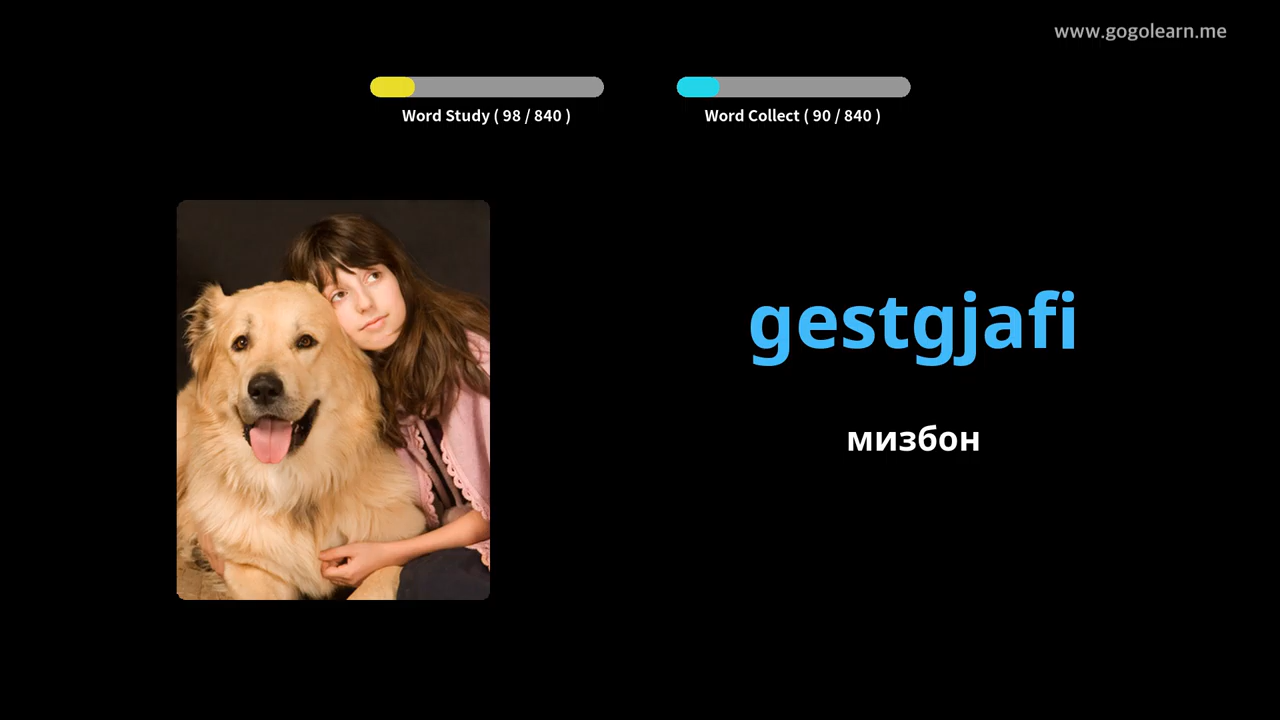 www.gogolearn.me
Word Study ( 98 / 840 )
Word Collect ( 90 / 840 )
gestgjafi
мизбон